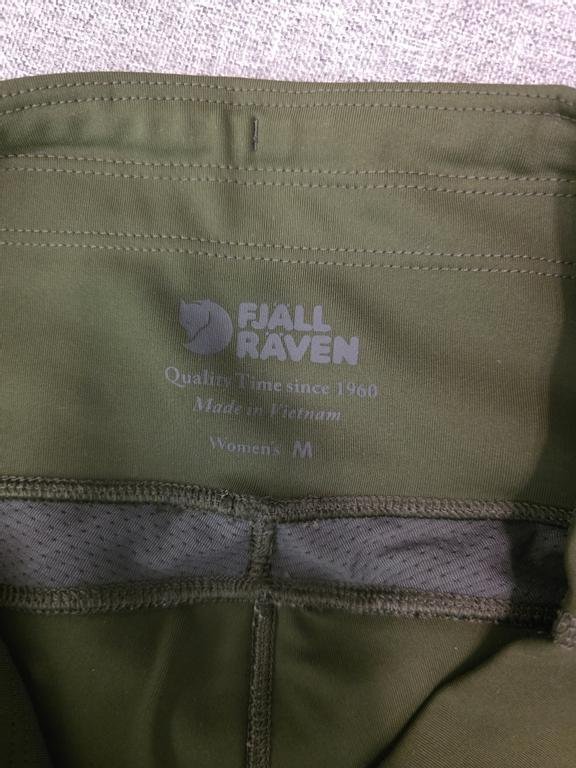 FJÄLL
RÄVEN
Quality Time since 1960
Made in Vietnam
Women's M